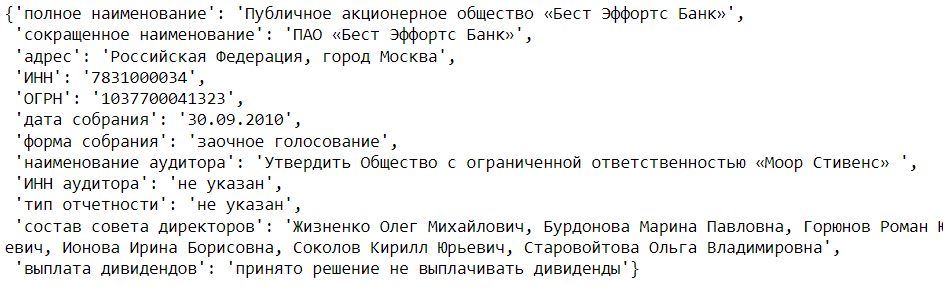 {'полное наименование': 'Публичное акционерное общество «Бест Эффортс Банк»',
'сокращенное наименование': 'ПАО «Бест Эффортс Банк»',
'адрес': 'Российская Федерация, город Москва',
'ИНН': '7831000034',
'ОГРН': '1037700041323',
'дата собрания': '30.09.2010',
'форма собрания': 'заочное голосование',
'наименование аудитора': 'Утвердить Общество с ограниченной ответственностью «Моор Стивенс» ',
'ИНН аудитора': 'не указан',
'тип отчетности': 'не указан',
'состав совета директоров': 'Жизненко Олег Михайлович, Бурдонова Марина Павловна, Горюнов Роман
евич, Ионова Ирина Борисовна, Соколов Кирилл Юрьевич, Старовойтова Ольга Владимировна',
'выплата дивидендов': 'принято решение не выплачивать дивиденды'}